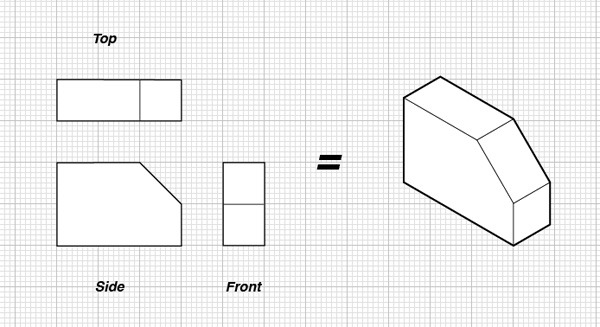 Top
=
Side
Front